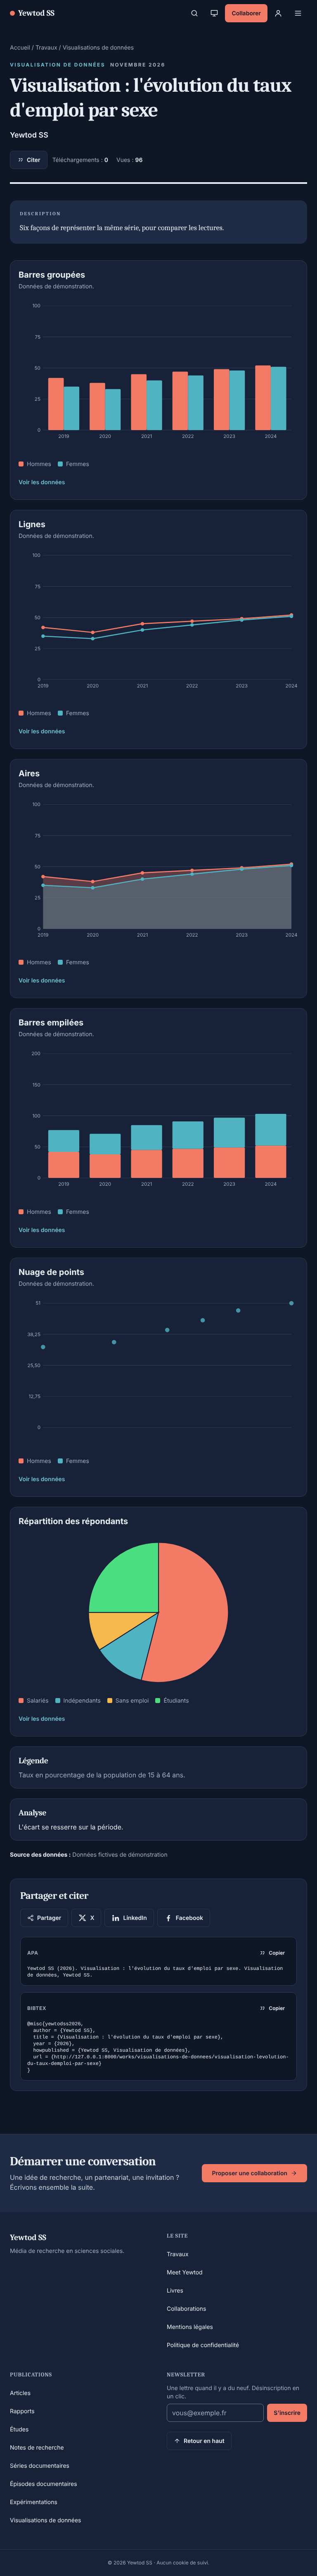 Yewtod SS
Collaborer
Accueil / Travaux / Visualisations de données
VISUALISATION DE DONNÉES NOVEMBRE 2026
Visualisation : l'évolution du taux
d'emploi par sexe
Yewtod SS
Citer
Téléchargements : 0
Vues : 96
DESCRIPTION
Six façons de représenter la même série, pour comparer les lectures.
Barres groupées
Données de démonstration.
100
75
50
25
0
2019 2020 2021 2022 2023 2024
Hommes Femmes
Voir les données
Lignes
Données de démonstration.
100
75
50
25
0
2019 2020 2021 2022 2023 2024
Hommes Femmes
Voir les données
Aires
Données de démonstration.
100
75
50
25
0
2019 2020 2021 2022 2023 2024
Hommes Femmes
Voir les données
Barres empilées
Données de démonstration.
200
150
100
50
0
2019 2020 2021 2022 2023 2024
Hommes Femmes
Voir les données
Nuage de points
Données de démonstration.
51
38,25
25,50
12,75
0
Hommes Femmes
Voir les données
Répartition des répondants
Salariés Indépendants Sans emploi Étudiants
Voir les données
Légende
Taux en pourcentage de la population de 15 à 64 ans.
Analyse
L'écart se resserre sur la période.
Source des données : Données fictives de démonstration
Partager et citer
Partager
X
LinkedIn
Facebook
APA
Copier
Yewtod SS (2026). Visualisation : l'évolution du taux d'emploi par sexe. Visualisation
de données, Yewtod SS.
BIBTEX
Copier
@misc{yewtodss2026,
author = {Yewtod SS},
title = {Visualisation : l'évolution du taux d'emploi par sexe},
year = {2026},
howpublished = {Yewtod SS, Visualisation de données},
url = {http://127.0.0.1:8000/works/visualisations-de-donnees/visualisation-levolution-
du-taux-demploi-par-sexe}
}
Démarrer une conversation
Une idée de recherche, un partenariat, une invitation ?
Écrivons ensemble la suite.
Proposer une collaboration
Yewtod SS
Média de recherche en sciences sociales.
LE SITE
Travaux
Meet Yewtod
Livres
Collaborations
Mentions légales
Politique de confidentialité
PUBLICATIONS
Articles
Rapports
Études
Notes de recherche
Séries documentaires
Épisodes documentaires
Expérimentations
Visualisations de données
NEWSLETTER
Une lettre quand il y a du neuf. Désinscription en
un clic.
vous@exemple.fr
S'inscrire
Retour en haut
© 2026 Yewtod SS · Aucun cookie de suivi.